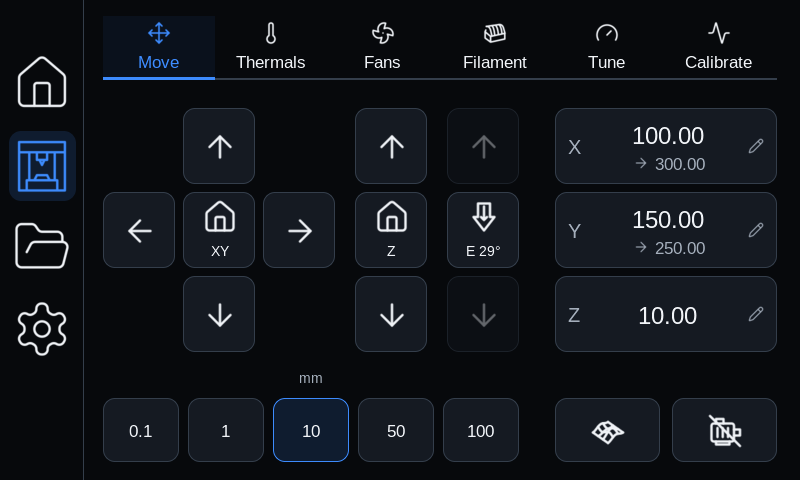 Move
Thermals
Fans
Filament
Tune
Calibrate
X
100.00
→ 300.00
XY
Z
E 29°
Y
150.00
→ 250.00
Z
10.00
mm
0.1
1
10
50
100